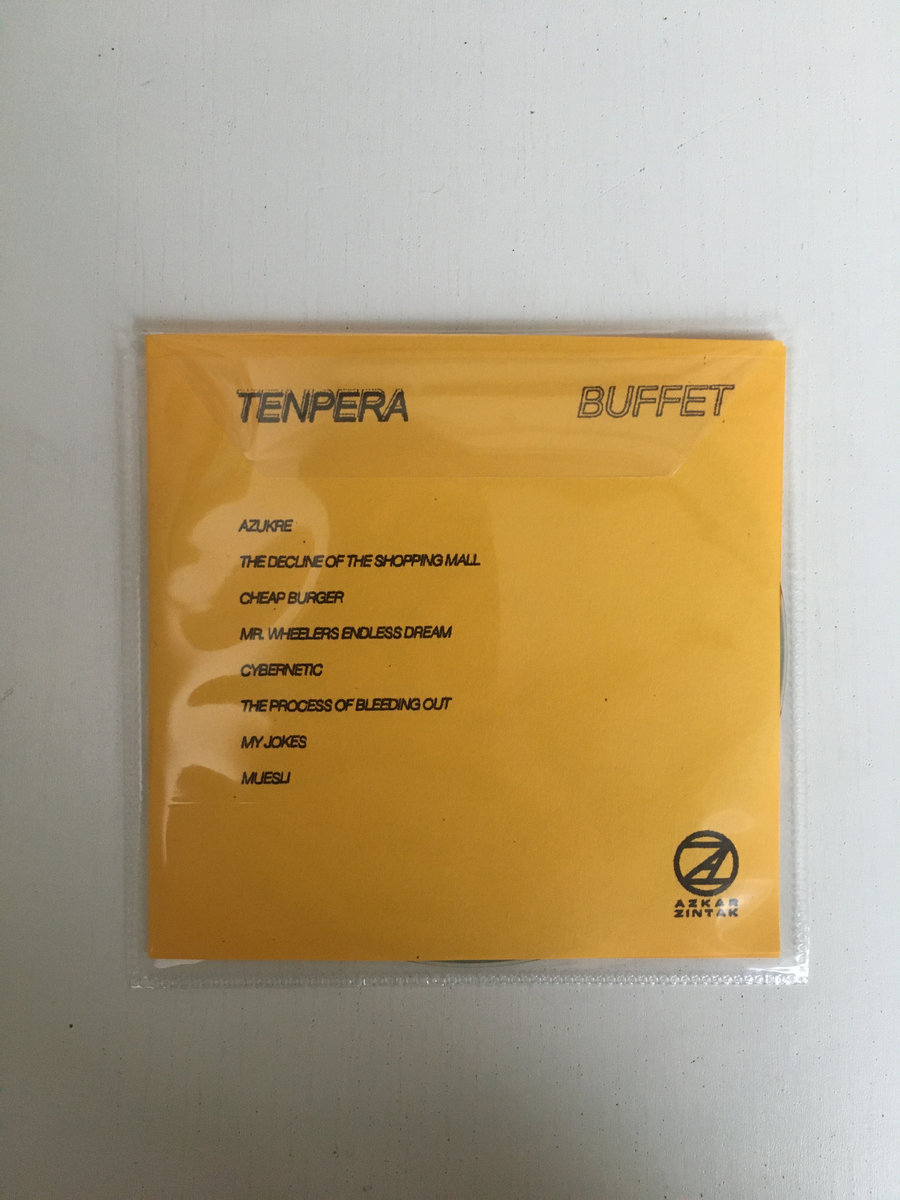 TENPERA BUFFET
AZUKRE
THE DECLINE OF THE SHOPPING MALL
CHEAP BURGER
MR. WHEELERS ENDLESS DREAM
CYBERNETIC
THE PROCESS OF BLEEDING OUT
MY JOKES
MUESLI
AZKAR
ZINTAK